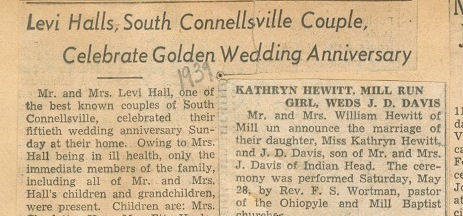 Levi Halls, South Connellsville Couple,
Celebrate Golden Wedding Anniversary
1939
Mr. and Mrs. Levi Hall, one of
the best known couples of South
Connellsville, celebrated their
fiftieth wedding anniversary Sun-
day at their home. Owing to Mrs.
Hall being in ill health, only the
immediate members of the family,
including all of Mr. and Mrs.
Hall's children and grandchildren,
were present. Children are: Mrs.
KATHRYN HEWITT, MILL RUN
GIRL, WEDS J. D. DAVIS
Mr. and Mrs. William Hewitt of
Mill un announce the marriage of
their daughter, Miss Kathryn Hewitt,
and J. D. Davis, son of Mr. and Mrs.
J. Davis of Indian Head. The cere-
mony was performed Saturday, May
28, by Rev. F. S. Wortman, pastor
of the Ohiopyle and Mill Baptist
churches.